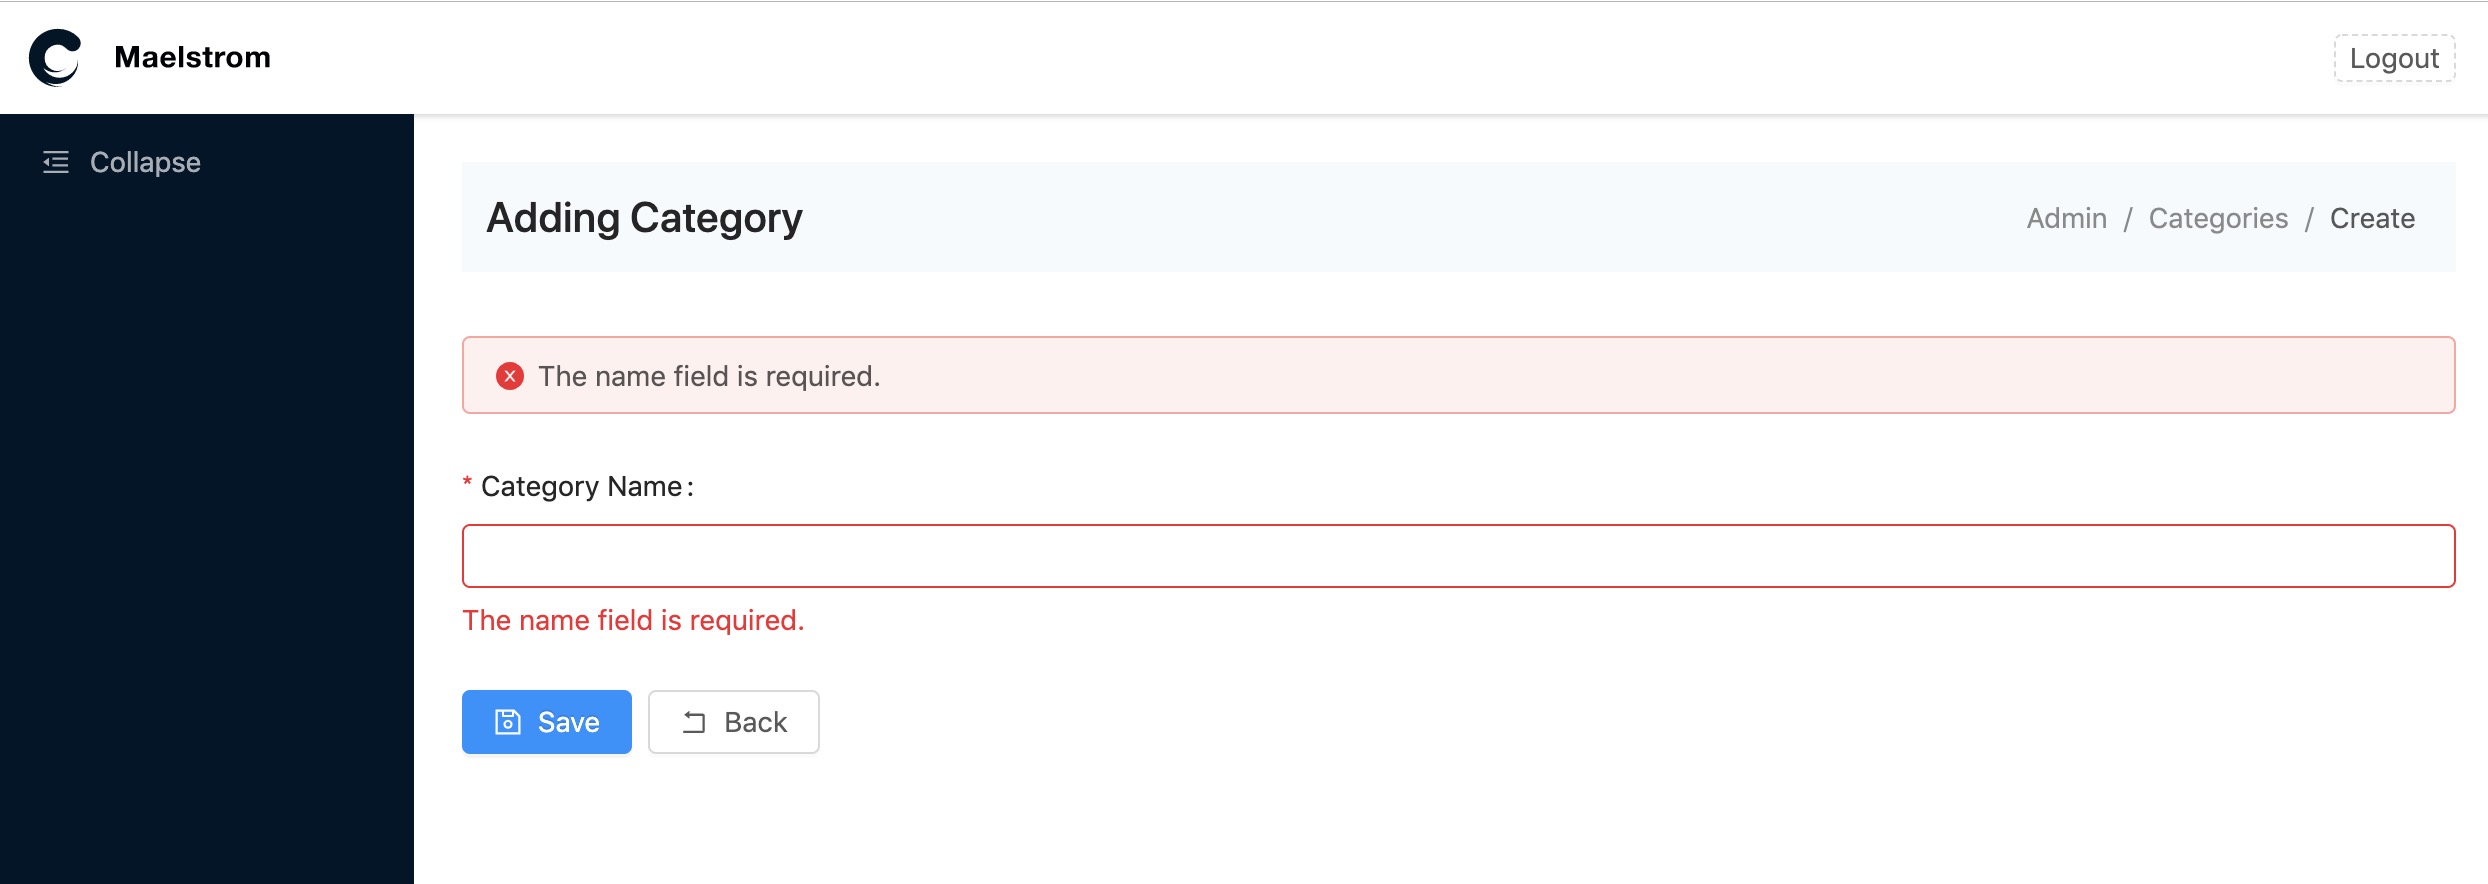 Maelstrom
Logout
Collapse
Adding Category
Admin / Categories / Create
The name field is required.
* Category Name:
The name field is required.
Save
Back